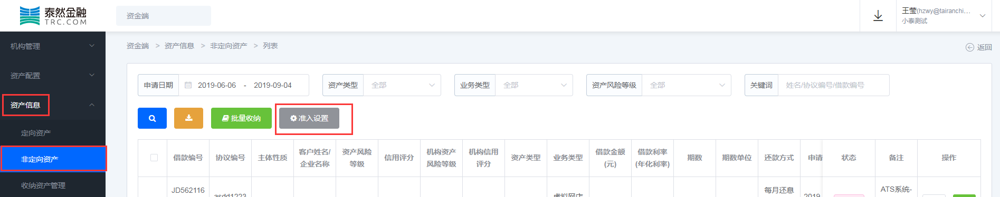 泰然金融
TRC.COM
资金端
王莹(hzwy@tairanchi...
小泰测试
机构管理
资产配置
资产信息
定向资产
非定向资产
收纳资产管理
资金端 > 资产信息 > 非定向资产 > 列表
返回
申请日期 2019-06-06 - 2019-09-04
资产类型 全部
业务类型 全部
资产风险等级 全部
关键词 姓名/协议编号/借款编号
批量收纳
准入设置
借款编号
协议编号
主体性质
客户姓名/
企业名称
资产风险
等级
信用评分
机构资产
风险等级
机构信用
评分
资产类型
业务类型
借款金额
(元)
借款利率
(年化利率)
期数
期数单位
还款方式
申请
状态
备注
操作
JD562116
asdd1223
虚拟网店
每月还息
2019
ATS系统-